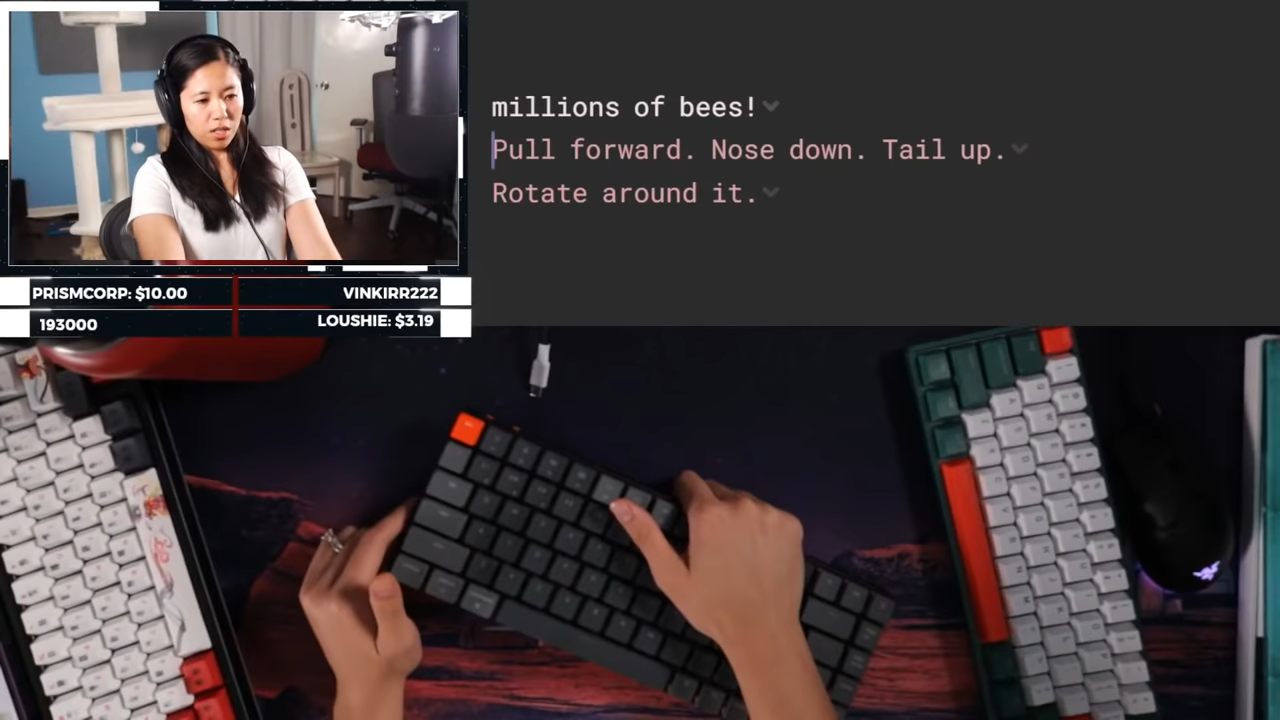 millions of bees!
Pull forward. Nose down. Tail up.
Rotate around it.
PRISMCORP: $10.00
VINKIRR222
193000
LOUSHIE: $3.19